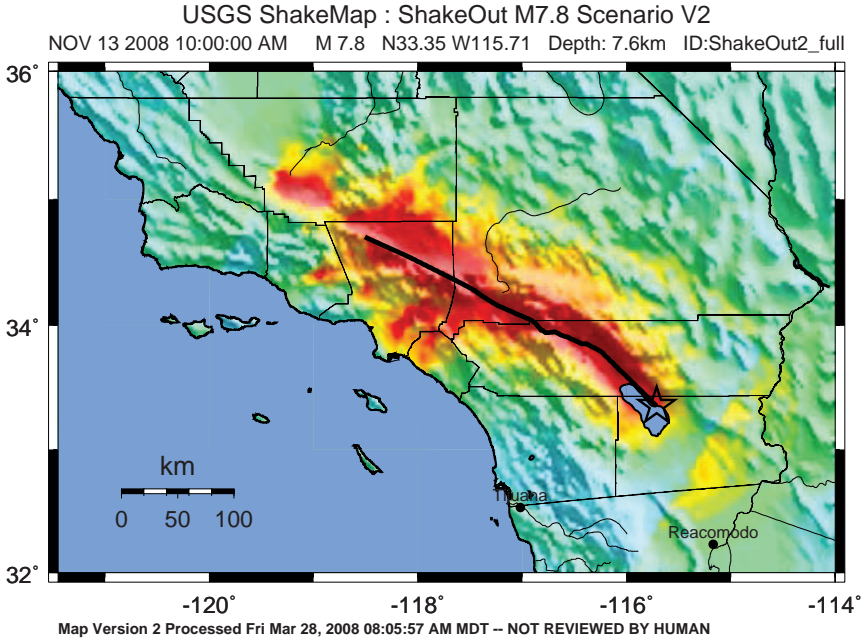 USGS ShakeMap : ShakeOut M7.8 Scenario V2
NOV 13 2008 10:00:00 AM M 7.8 N33.35 W115.71 Depth: 7.6km ID:ShakeOut2_full
36°
34°
km
0 50 100
Tijuana
Reacomodo
32°
-120° -118° -116° -114°
Map Version 2 Processed Fri Mar 28, 2008 08:05:57 AM MDT -- NOT REVIEWED BY HUMAN